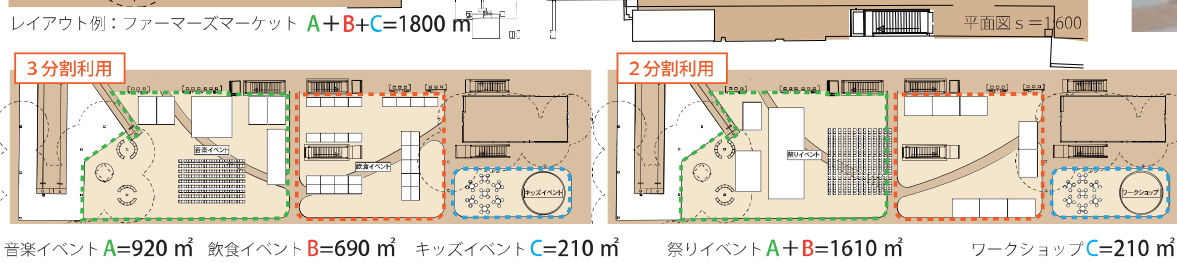 レイアウト例：ファーマーズマーケット A＋B+C=1800 ㎡
平面図 s = 1:600
３分割利用
２分割利用
音楽イベント
飲食イベント
キッズイベント
祭りイベント
ワークショップ
音楽イベント A=920 ㎡ 飲食イベント B=690 ㎡ キッズイベント C=210 ㎡
祭りイベント A＋B=1610 ㎡ ワークショップ C=210 ㎡